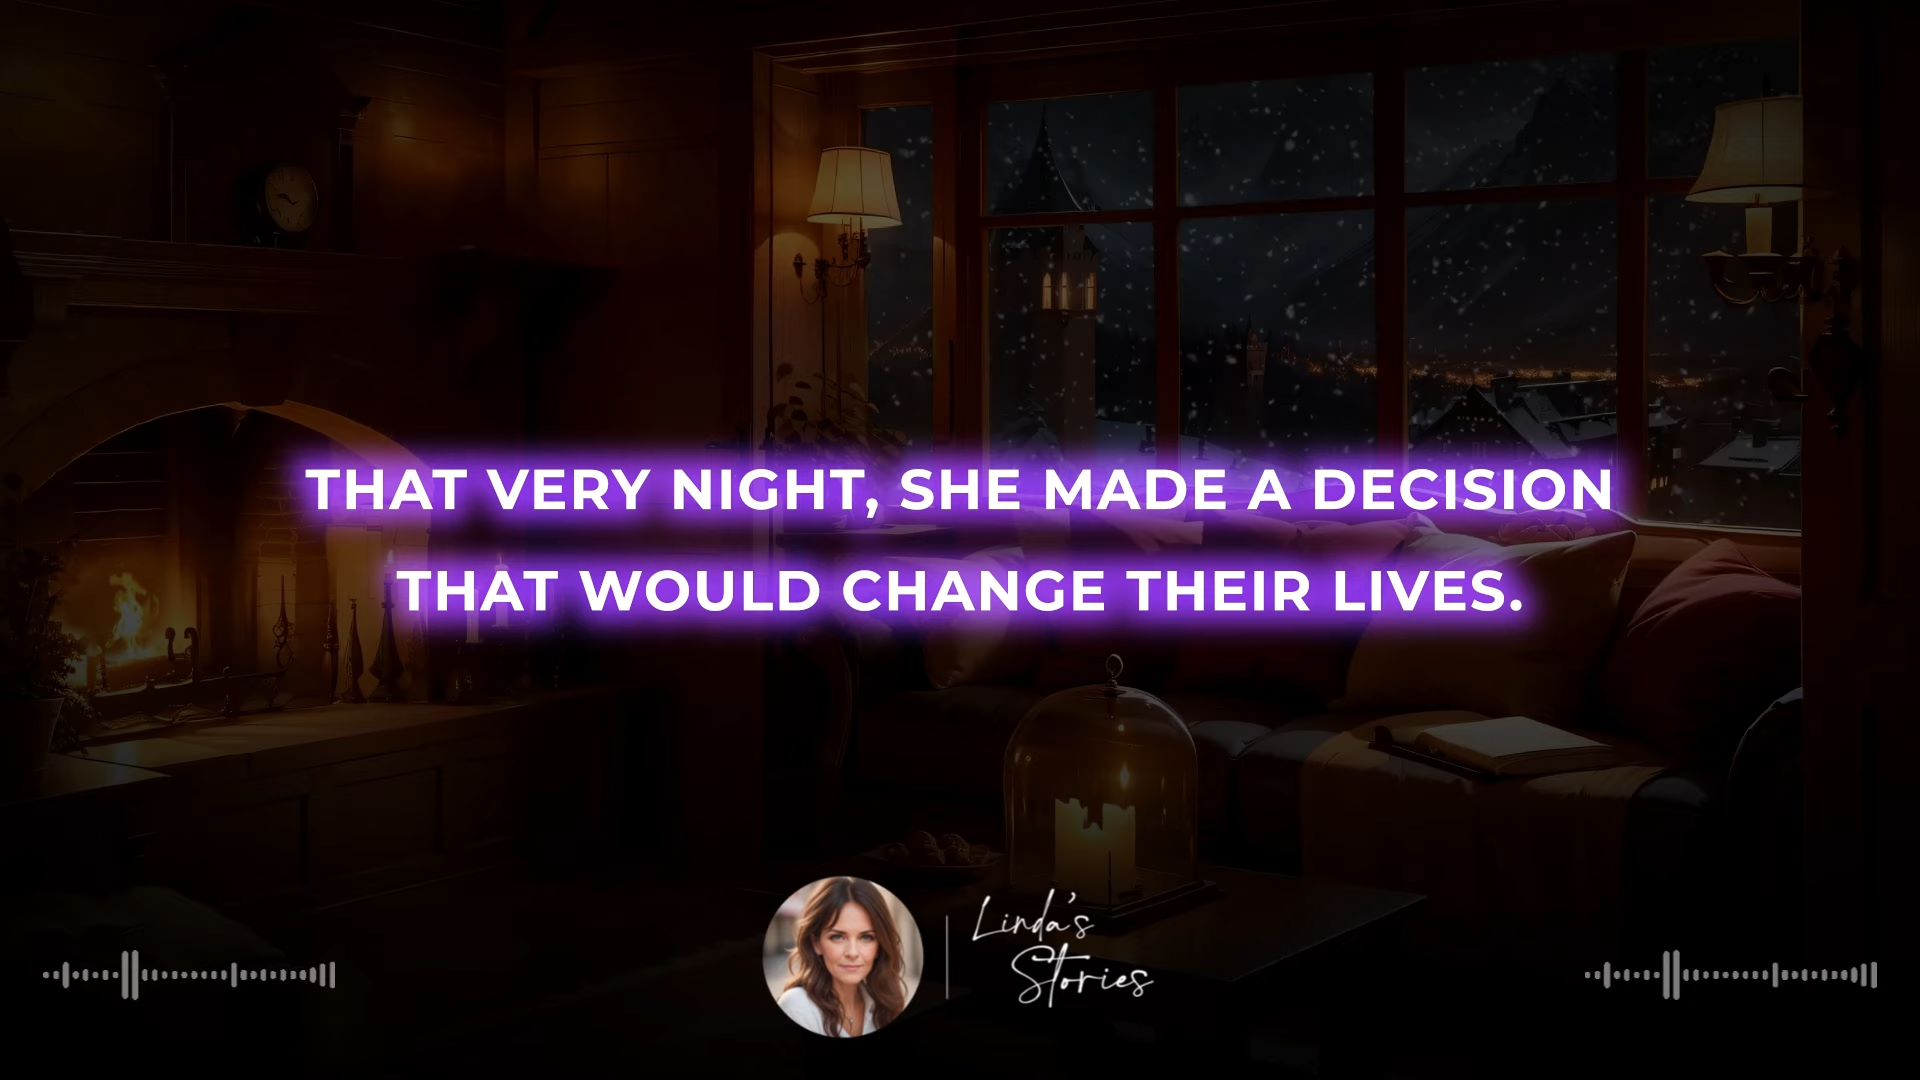 THAT VERY NIGHT, SHE MADE A DECISION
THAT WOULD CHANGE THEIR LIVES.
Linda's
Stories